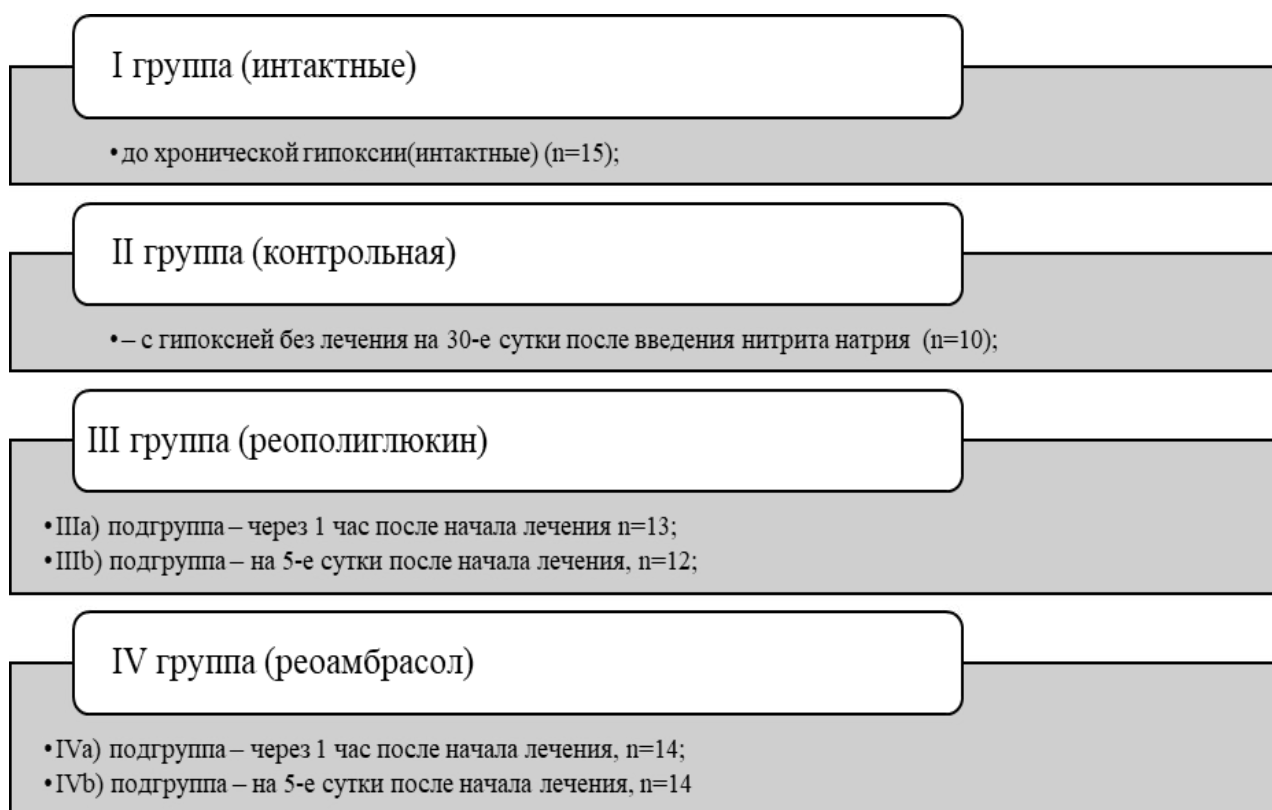 I группа (интактные)
• до хронической гипоксии(интактные) (n=15);
II группа (контрольная)
• – с гипоксией без лечения на 30-е сутки после введения нитрита натрия (n=10);
III группа (реополиглюкин)
• IIIa) подгруппа – через 1 час после начала лечения n=13;
• IIIb) подгруппа – на 5-е сутки после начала лечения, n=12;
IV группа (реоамбрасол)
• IVa) подгруппа – через 1 час после начала лечения, n=14;
• IVb) подгруппа – на 5-е сутки после начала лечения, n=14